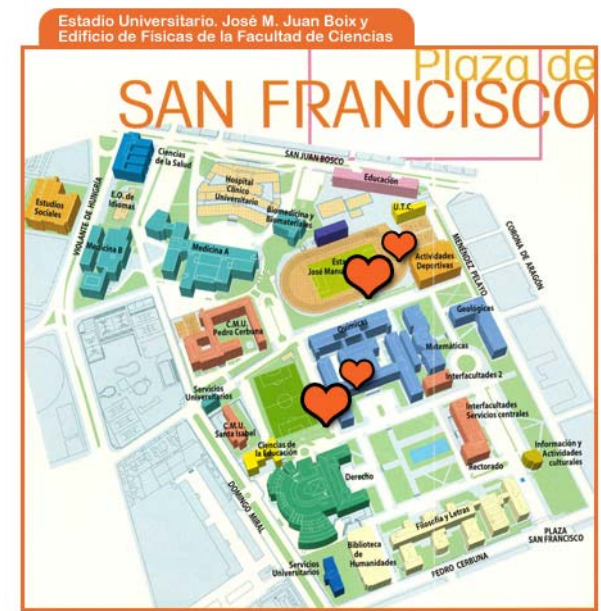 Estadio Universitario. José M. Juan Boix y
Edificio de Físicas de la Facultad de Ciencias
Plaza de
SAN FRANCISCO
SAN JUAN BOSCO
Ciencias
de la Salud
Educación
Hospital
Clínico
Universitario
U.T.C.
Estudios
Sociales
E.O. de
Idiomas
VIOLANTE DE HUNGRÍA
Biomedicina y
Biomateriales
CORONA DE ARAGÓN
MENÉNDEZ PELAYO
Medicina B
Medicina A
José
Actividades
Deportivas
Geológicas
C.M.U.
Pedro Cerbuna
Químicas
Matemáticas
Interfacultades 2
Servicios
Universitarios
C.M.U.
Santa Isabel
Interfacultades
Servicios centrales
Ciencias de
la Educación
Información y
Actividades
culturales
Rectorado
Derecho
DOMINGO MIRAL
Filosofía y Letras
PLAZA
SAN FRANCISCO
Biblioteca
de
Humanidades
Servicios
Universitarios
PEDRO CERBUNA